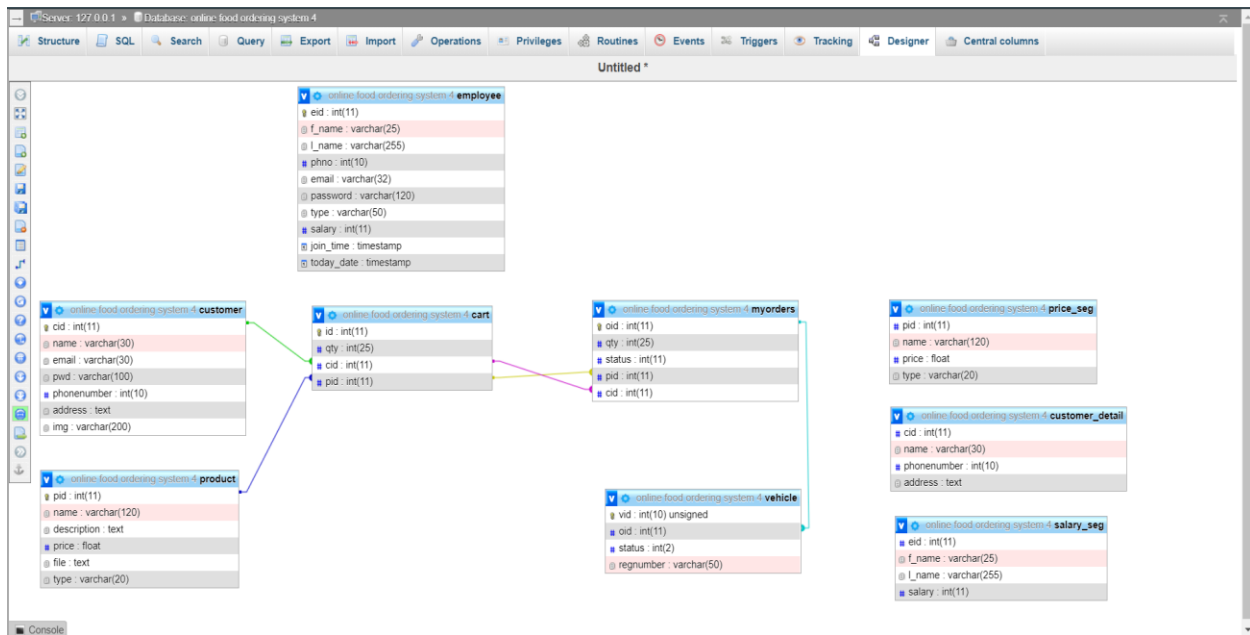 Server: 127.0.0.1 » Database: online food ordering system 4
Structure SQL Search Query Export Import Operations Privileges Routines Events Triggers Tracking Designer Central columns
Untitled *
v online food ordering system 4 employee
eid : int(11)
f_name : varchar(25)
l_name : varchar(255)
# phno : int(10)
email : varchar(32)
password : varchar(120)
type : varchar(50)
# salary : int(11)
join_time : timestamp
today_date : timestamp
v online food ordering system 4 customer
cid : int(11)
name : varchar(30)
email : varchar(30)
pwd : varchar(100)
# phonenumber : int(10)
address : text
img : varchar(200)
v online food ordering system 4 cart
id : int(11)
# qty : int(25)
# cid : int(11)
# pid : int(11)
v online food ordering system 4 myorders
oid : int(11)
# qty : int(25)
# status : int(11)
# pid : int(11)
# cid : int(11)
v online food ordering system 4 price_seg
# pid : int(11)
name : varchar(120)
# price : float
type : varchar(20)
v online food ordering system 4 customer_detail
# cid : int(11)
name : varchar(30)
# phonenumber : int(10)
address : text
v online food ordering system 4 product
pid : int(11)
name : varchar(120)
description : text
# price : float
file : text
type : varchar(20)
v online food ordering system 4 vehicle
vid : int(10) unsigned
# oid : int(11)
# status : int(2)
regnumber : varchar(50)
v online food ordering system 4 salary_seg
# eid : int(11)
f_name : varchar(25)
l_name : varchar(255)
# salary : int(11)
Console